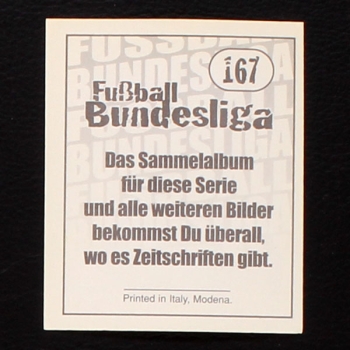 167
Fußball
Bundesliga
Das Sammelalbum
für diese Serie
und alle weiteren Bilder
bekommst Du überall,
wo es Zeitschriften gibt.
Printed in Italy, Modena.